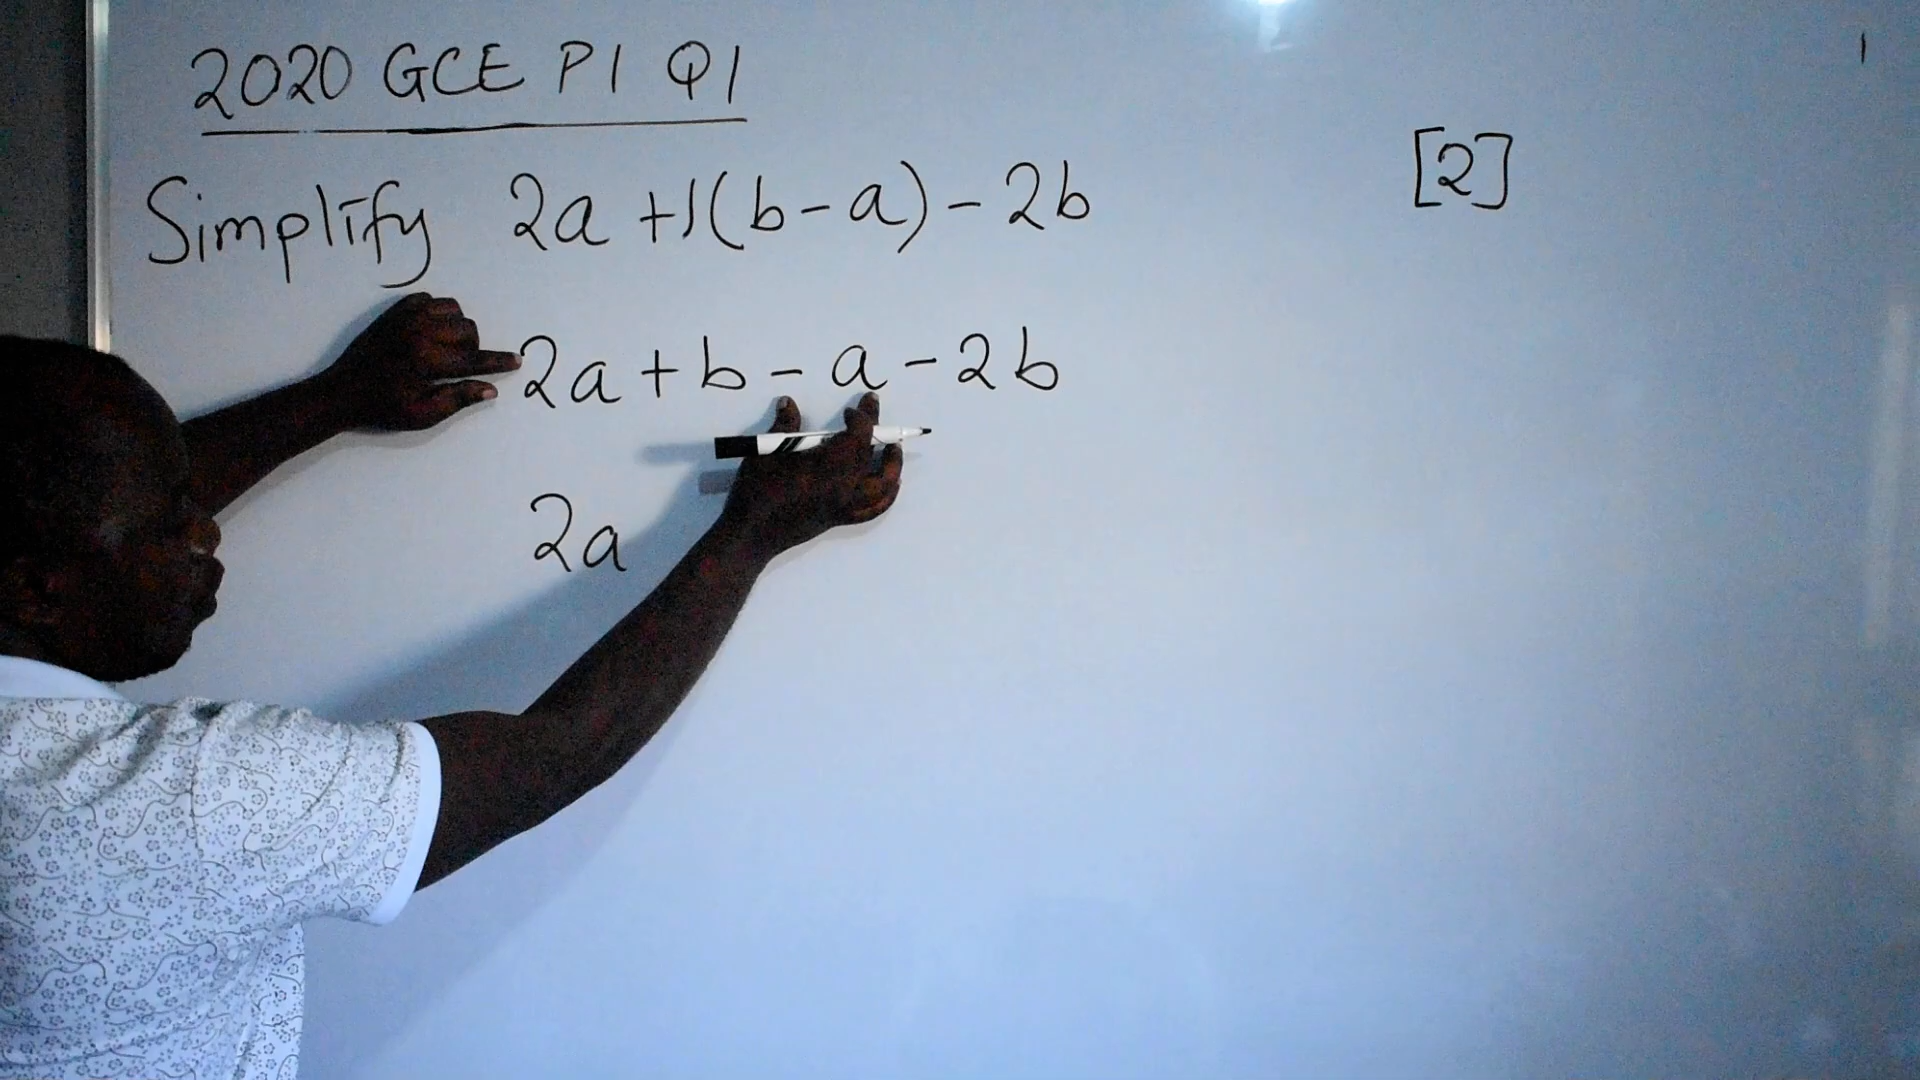 2020 GCE P1 Q1
Simplify 2a +1(b-a) - 2b [2]
2a + b - a - 2b
2a